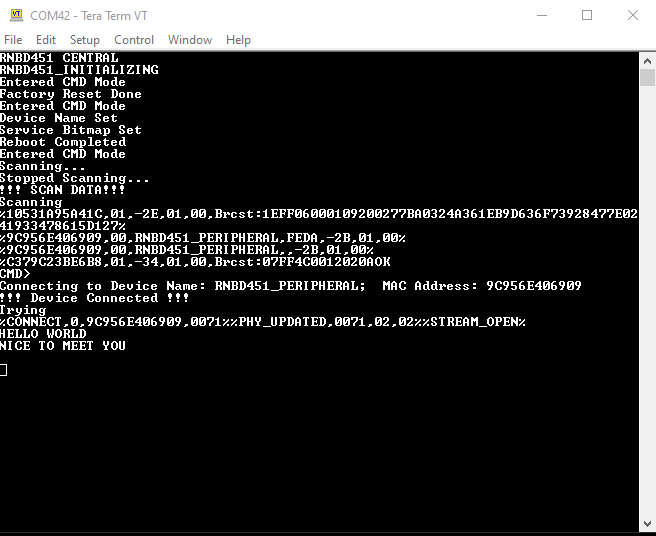 VT COM42 - Tera Term VT
File Edit Setup Control Window Help
RNBD451 CENTRAL
RNBD451_INITIALIZING
Entered CMD Mode
Factory Reset Done
Entered CMD Mode
Device Name Set
Service Bitmap Set
Reboot Completed
Entered CMD Mode
Scanning...
Stopped Scanning...
!!! SCAN DATA!!!
Scanning
%10531A95A41C,01,-2E,01,00,Brcst:1EFF06000109200277BA0324A361EB9D636F73928477E02
41933478615D127%
%9C956E406909,00,RNBD451_PERIPHERAL,FEDA,-2B,01,00%
%9C956E406909,00,RNBD451_PERIPHERAL,,-2B,01,00%
%C379C23BE6B8,01,-34,01,00,Brcst:07FF4C0012020AOK
CMD>
Connecting to Device Name: RNBD451_PERIPHERAL;  MAC Address: 9C956E406909
!!! Device Connected !!!
Trying
%CONNECT,0,9C956E406909,0071%%PHY_UPDATED,0071,02,02%%STREAM_OPEN%
HELLO WORLD
NICE TO MEET YOU